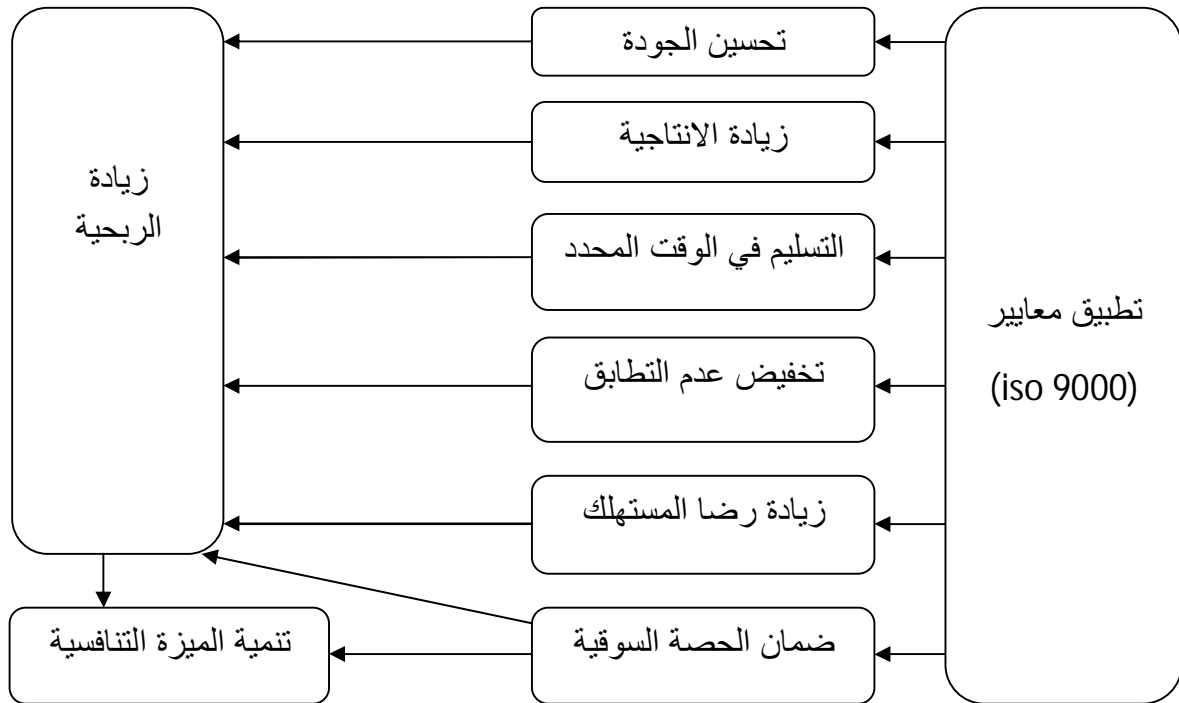 تطبيق معايير
(iso 9000)
تحسين الجودة
زيادة الانتاجية
التسليم في الوقت المحدد
تخفيض عدم التطابق
زيادة رضا المستهلك
ضمان الحصة السوقية
زيادة
الربحية
تنمية الميزة التنافسية